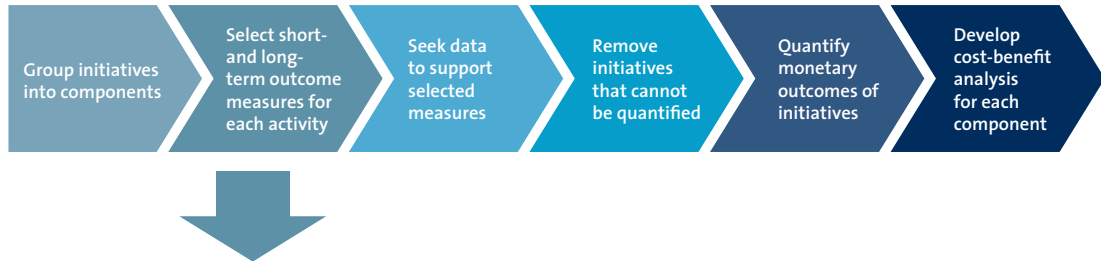 Group initiatives
into components
Select short-
and long-
term outcome
measures for
each activity
Seek data
to support
selected
measures
Remove
initiatives
that cannot
be quantified
Quantify
monetary
outcomes of
initiatives
Develop
cost-benefit
analysis
for each
component